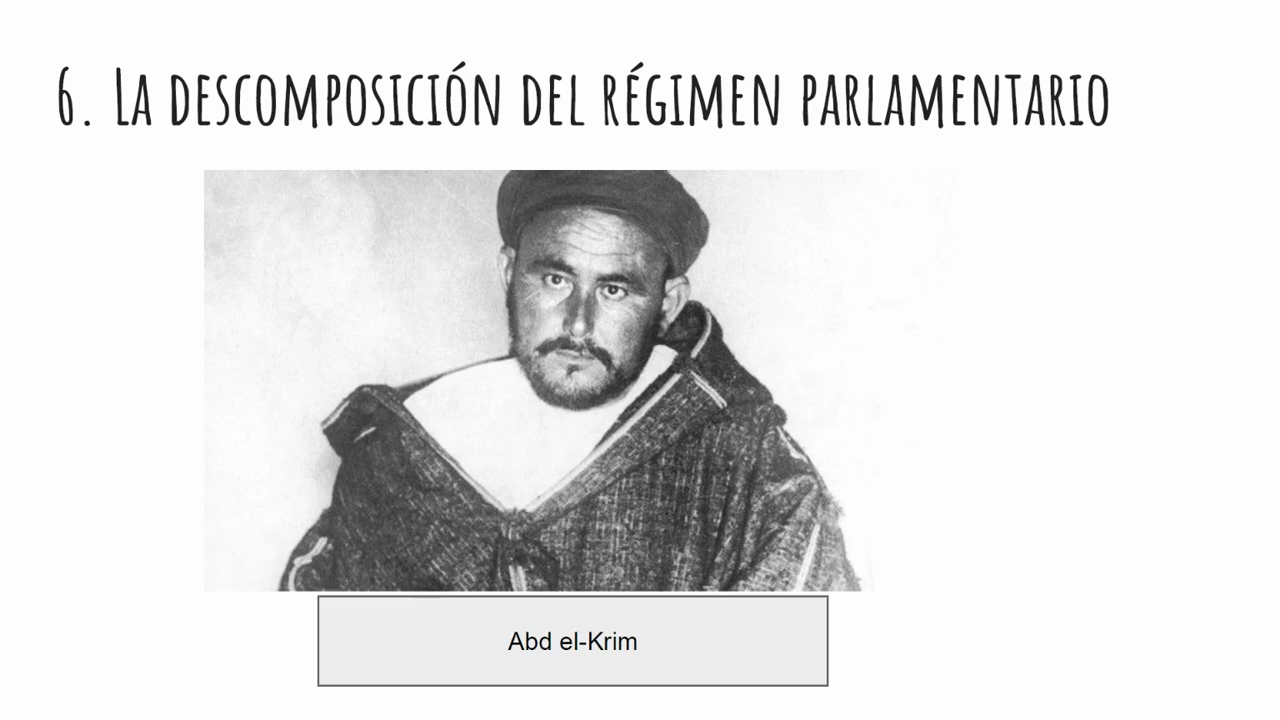 6. La descomposición del régimen parlamentario
Abd el-Krim